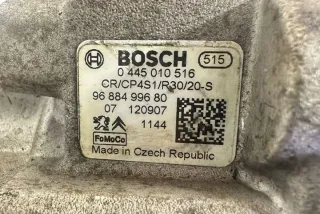 BOSCH 515
0 445 010 516
CR/CP4S1/R30/20-S
96 884 996 80
07 120907
1144
FoMoCo
Made in Czech Republic